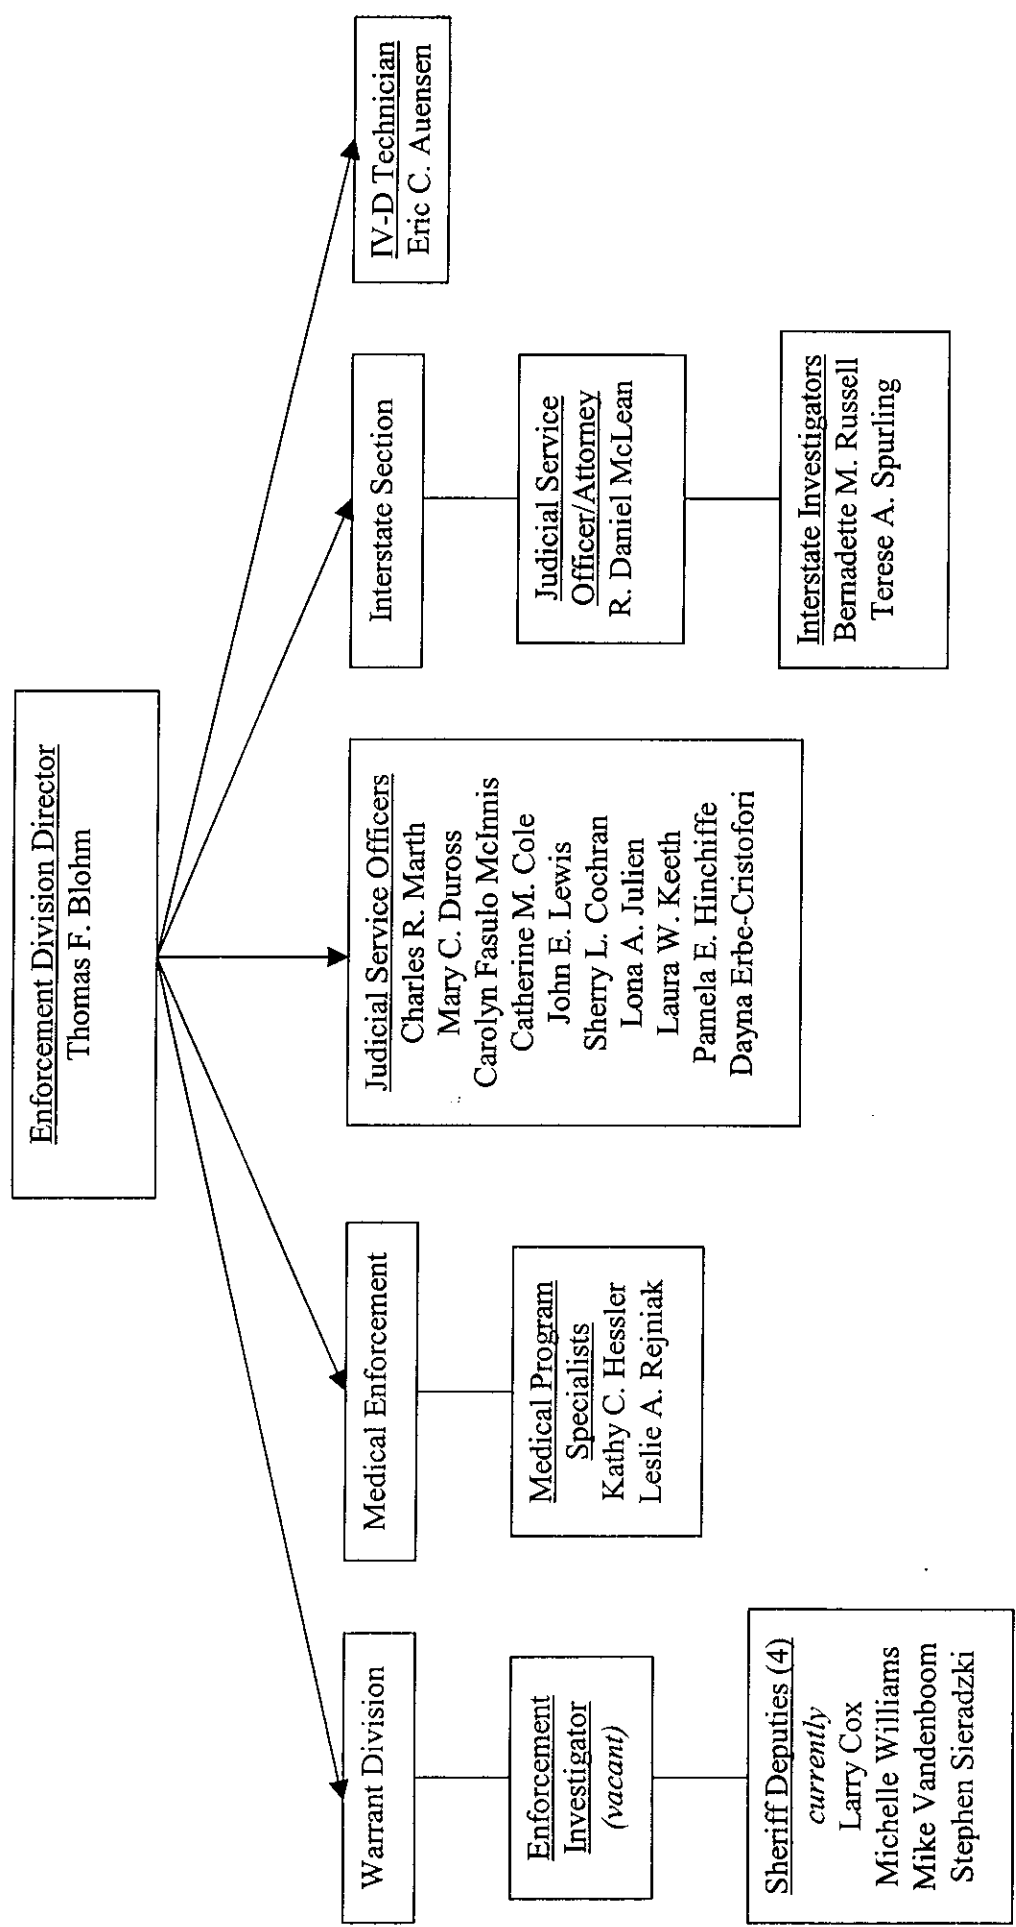 Enforcement Division Director
Thomas F. Blohm
Warrant Division
Enforcement
Investigator
(vacant)
Sheriff Deputies (4)
currently
Larry Cox
Michelle Williams
Mike Vandenboom
Stephen Sieradzki
Medical Enforcement
Medical Program
Specialists
Kathy C. Hessler
Leslie A. Rejniak
Judicial Service Officers
Charles R. Marth
Mary C. Duross
Carolyn Fasulo McInnis
Catherine M. Cole
John E. Lewis
Sherry L. Cochran
Lona A. Julien
Laura W. Keeth
Pamela E. Hinchiffe
Dayna Erbe-Cristofori
Interstate Section
Judicial Service
Officer/Attorney
R. Daniel McLean
Interstate Investigators
Bernadette M. Russell
Terese A. Spurling
IV-D Technician
Eric C. Auensen